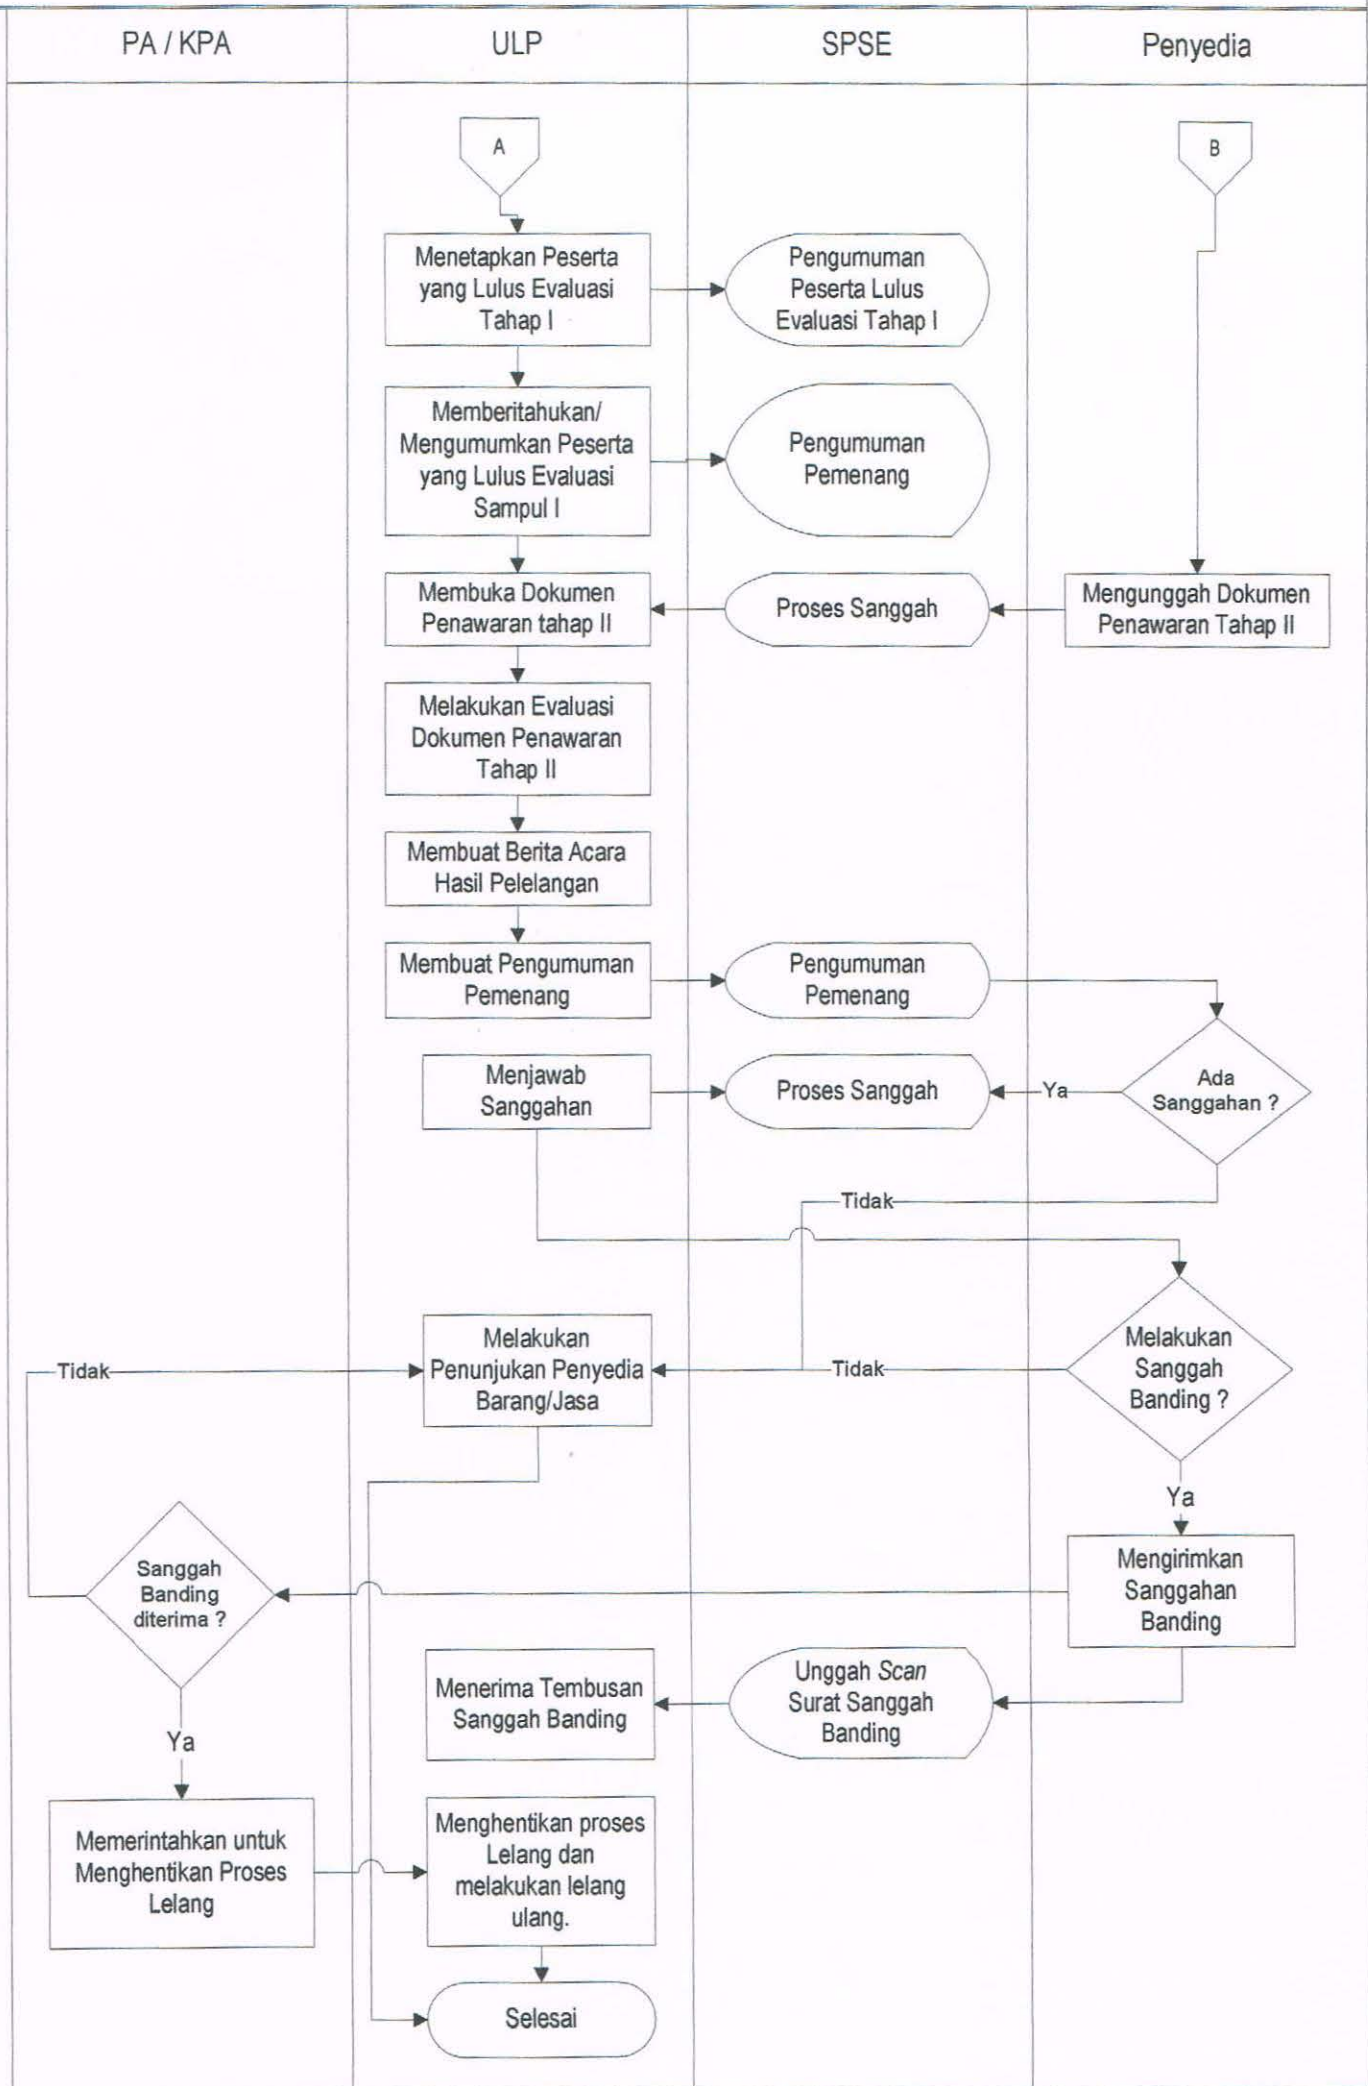 PA / KPA
ULP
SPSE
Penyedia
A
B
Menetapkan Peserta
yang Lulus Evaluasi
Tahap I
Pengumuman
Peserta Lulus
Evaluasi Tahap I
Memberitahukan/
Mengumumkan Peserta
yang Lulus Evaluasi
Sampul I
Pengumuman
Pemenang
Membuka Dokumen
Penawaran tahap II
Proses Sanggah
Mengunggah Dokumen
Penawaran Tahap II
Melakukan Evaluasi
Dokumen Penawaran
Tahap II
Membuat Berita Acara
Hasil Pelelangan
Membuat Pengumuman
Pemenang
Pengumuman
Pemenang
Menjawab
Sanggahan
Proses Sanggah
Ya
Ada
Sanggahan ?
Tidak
Melakukan
Penunjukan Penyedia
Barang/Jasa
Tidak
Tidak
Melakukan
Sanggah
Banding ?
Ya
Sanggah
Banding
diterima ?
Mengirimkan
Sanggahan
Banding
Menerima Tembusan
Sanggah Banding
Unggah Scan
Surat Sanggah
Banding
Ya
Memerintahkan untuk
Menghentikan Proses
Lelang
Menghentikan proses
Lelang dan
melakukan lelang
ulang.
Selesai